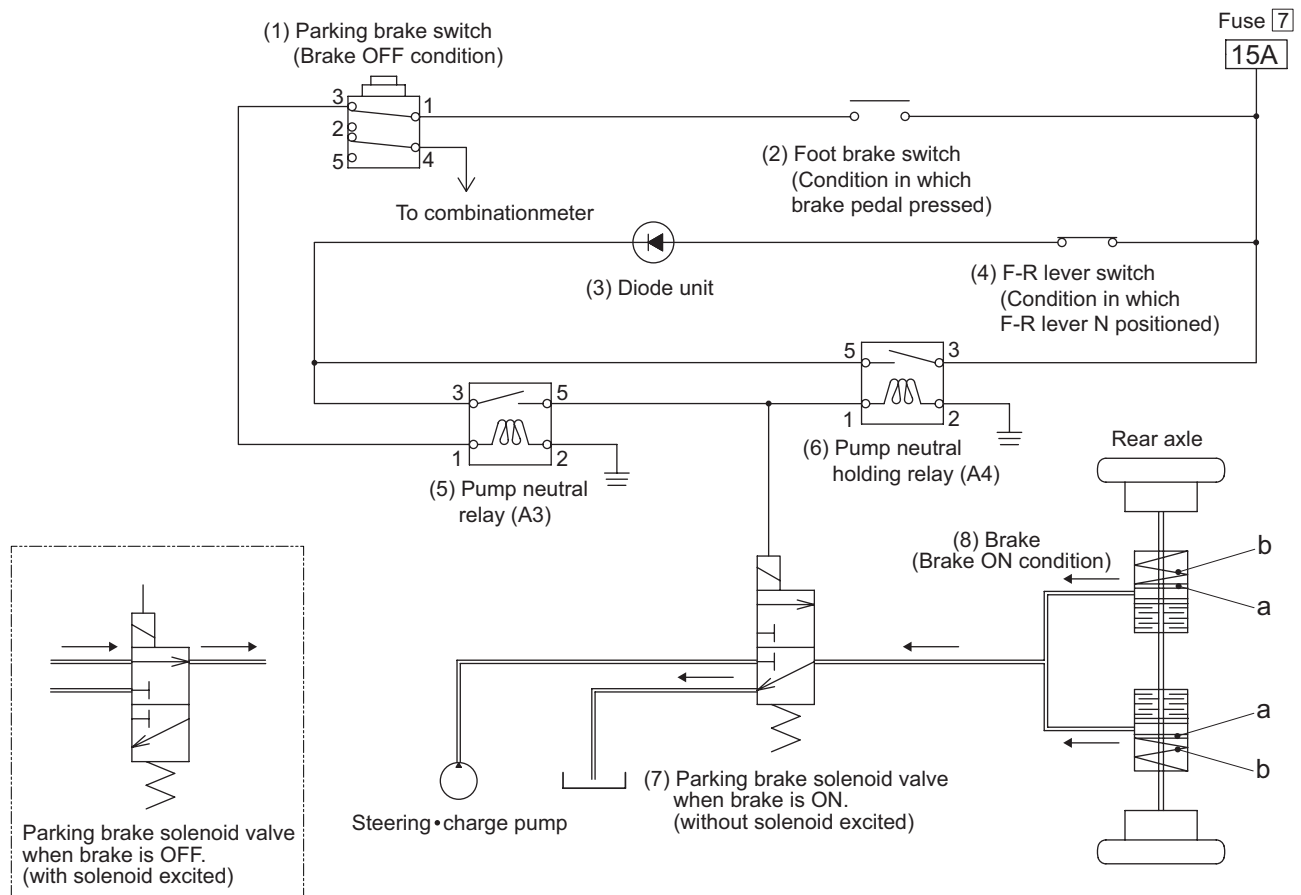 Fuse 7
15A
(1) Parking brake switch
(Brake OFF condition)
3
1
2
5
4
To combinationmeter
(2) Foot brake switch
(Condition in which
brake pedal pressed)
(3) Diode unit
(4) F-R lever switch
(Condition in which
F-R lever N positioned)
5
3
1
2
(6) Pump neutral
holding relay (A4)
3
5
1
2
(5) Pump neutral
relay (A3)
Rear axle
(8) Brake
(Brake ON condition)
b
a
a
b
Steering•charge pump
(7) Parking brake solenoid valve
when brake is ON.
(without solenoid excited)
Parking brake solenoid valve
when brake is OFF.
(with solenoid excited)